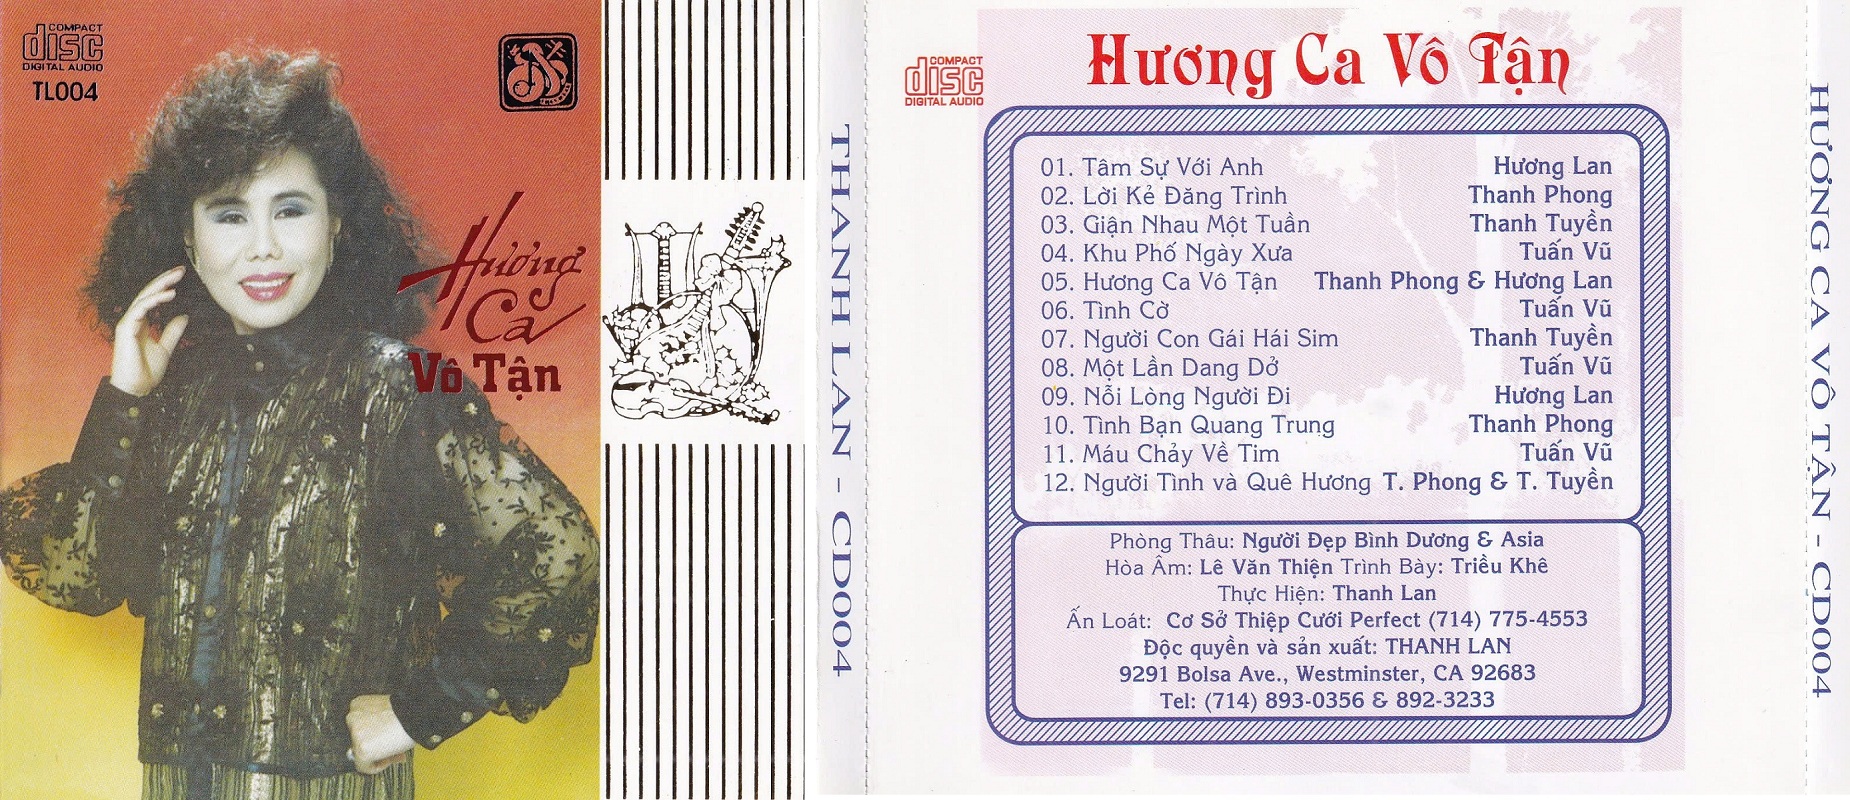 COMPACT
disc
DIGITAL AUDIO
TL004
Hương
Ca
Vô Tận
THANH LAN - CD004
COMPACT
disc
DIGITAL AUDIO
Hương Ca Vô Tận
01. Tâm Sự Với Anh Hương Lan
02. Lời Kẻ Đăng Trình Thanh Phong
03. Giận Nhau Một Tuần Thanh Tuyền
04. Khu Phố Ngày Xưa Tuấn Vũ
05. Hương Ca Vô Tận Thanh Phong & Hương Lan
06. Tình Cờ Tuấn Vũ
07. Người Con Gái Hái Sim Thanh Tuyền
08. Một Lần Dang Dở Tuấn Vũ
09. Nỗi Lòng Người Đi Hương Lan
10. Tình Bạn Quang Trung Thanh Phong
11. Máu Chảy Về Tim Tuấn Vũ
12. Người Tình và Quê Hương T. Phong & T. Tuyền
Phòng Thâu: Người Đẹp Bình Dương & Asia
Hòa Âm: Lê Văn Thiện Trình Bày: Triều Khê
Thực Hiện: Thanh Lan
Ấn Loát: Cơ Sở Thiệp Cưới Perfect (714) 775-4553
Độc quyền và sản xuất: THANH LAN
9291 Bolsa Ave., Westminster, CA 92683
Tel: (714) 893-0356 & 892-3233
HƯƠNG CA VÔ TẬN - CD004